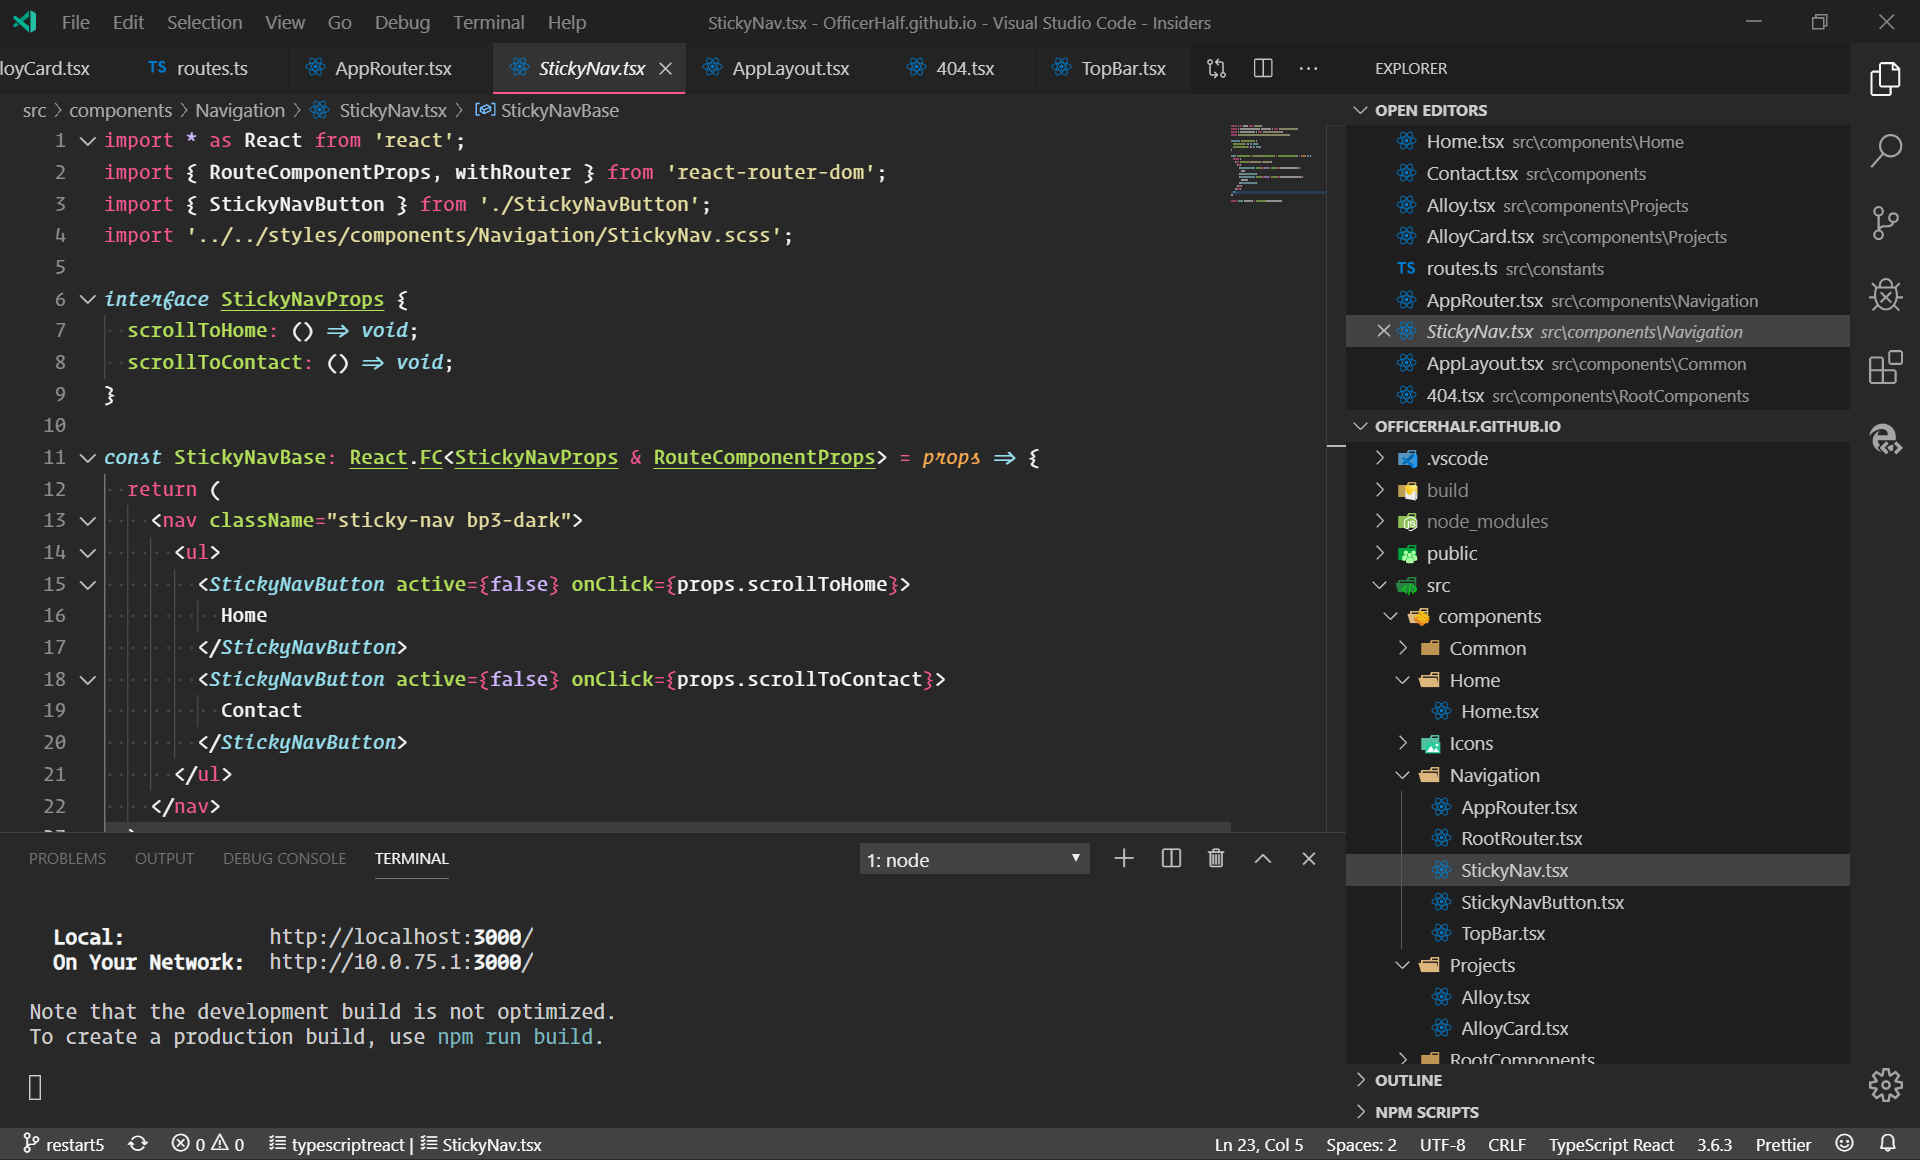 File Edit Selection View Go Debug Terminal Help
StickyNav.tsx - OfficerHalf.github.io - Visual Studio Code - Insiders
loyCard.tsx TS routes.ts AppRouter.tsx StickyNav.tsx AppLayout.tsx 404.tsx TopBar.tsx
src components Navigation StickyNav.tsx StickyNavBase
1 import * as React from 'react';
2 import { RouteComponentProps, withRouter } from 'react-router-dom';
3 import { StickyNavButton } from './StickyNavButton';
4 import '../../styles/components/Navigation/StickyNav.scss';
5
6 interface StickyNavProps {
7 scrollToHome: () => void;
8 scrollToContact: () => void;
9 }
10
11 const StickyNavBase: React.FC<StickyNavProps & RouteComponentProps> = props => {
12 return (
13 <nav className="sticky-nav bp3-dark">
14 <ul>
15 <StickyNavButton active={false} onClick={props.scrollToHome}>
16 Home
17 </StickyNavButton>
18 <StickyNavButton active={false} onClick={props.scrollToContact}>
19 Contact
20 </StickyNavButton>
21 </ul>
22 </nav>
PROBLEMS OUTPUT DEBUG CONSOLE TERMINAL
1: node
Local: http://localhost:3000/
On Your Network: http://10.0.75.1:3000/
Note that the development build is not optimized.
To create a production build, use npm run build.
EXPLORER
OPEN EDITORS
Home.tsx src\components\Home
Contact.tsx src\components
Alloy.tsx src\components\Projects
AlloyCard.tsx src\components\Projects
TS routes.ts src\constants
AppRouter.tsx src\components\Navigation
StickyNav.tsx src\components\Navigation
AppLayout.tsx src\components\Common
404.tsx src\components\RootComponents
OFFICERHALF.GITHUB.IO
.vscode
build
node_modules
public
src
components
Common
Home
Home.tsx
Icons
Navigation
AppRouter.tsx
RootRouter.tsx
StickyNav.tsx
StickyNavButton.tsx
TopBar.tsx
Projects
Alloy.tsx
AlloyCard.tsx
RootComponents
OUTLINE
NPM SCRIPTS
restart5 0 0 typescriptreact | StickyNav.tsx
Ln 23, Col 5 Spaces: 2 UTF-8 CRLF TypeScript React 3.6.3 Prettier